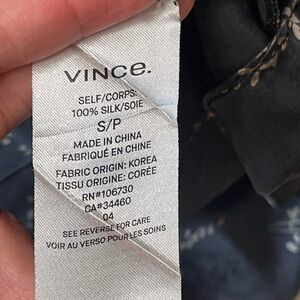 VINCE.
SELF/CORPS:
100% SILK/SOIE
S/P
MADE IN CHINA
FABRIQUÉ EN CHINE
FABRIC ORIGIN: KOREA
TISSU ORIGINE: CORÉE
RN#106730
CA#34460
04
SEE REVERSE FOR CARE
VOIR AU VERSO POUR LES SOINS